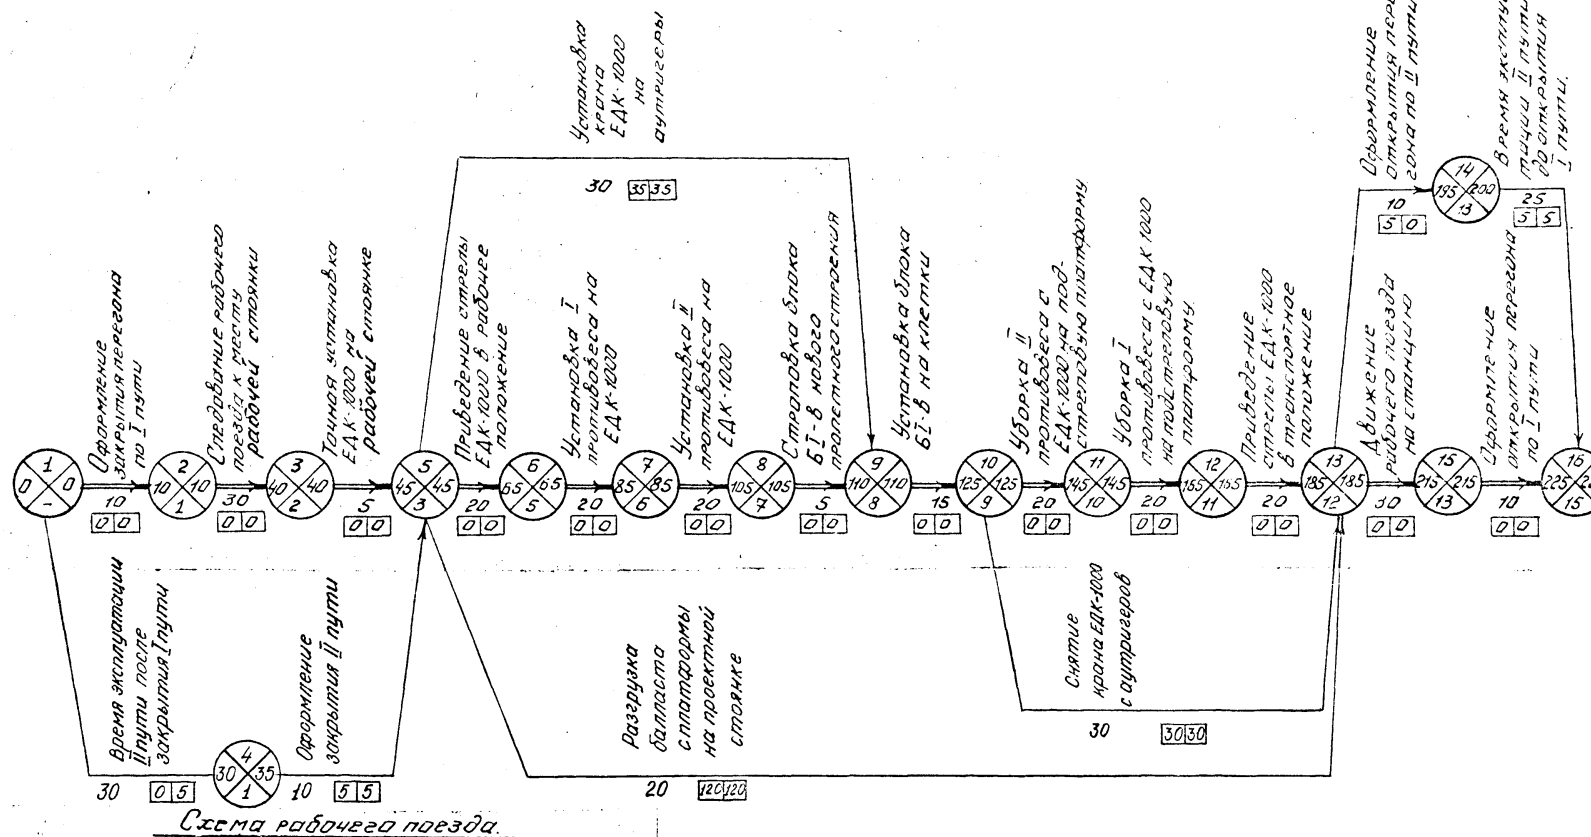 Установка
крана
ЕДК-1000
на
аутригеры
30 35 35
Оформление
открытия пере
гона по II пути
10
5 0
14
195 200
13
Время эксплуа
тации II пути
до открытия
I пути.
25
5 5
Оформление
закрытия перегона
по I пути
10
0 0
Следование рабочего
поезда к месту
рабочей стоянки
30
0 0
Точная установка
ЕДК-1000 на
рабочей стоянке
5
0 0
Приведение стрелы
ЕДК-1000 в рабочее
положение
20
0 0
Установка I
противовеса на
ЕДК-1000
20
0 0
Установка II
противовеса на
ЕДК-1000
20
0 0
Строповка блока
БI-В нового
пролетного строения
5
0 0
Установка блока
БI-В на клетки
15
0 0
Уборка II
противовеса с
ЕДК-1000 на под-
стреловую платформу
20
0 0
Уборка I
противовеса с ЕДК 1000
на подстреловую
платформу.
20
0 0
Приведение
стрелы ЕДК-1000
в транспортное
положение
20
0 0
Движение
рабочего поезда
на станцию
30
0 0
Оформление
открытия перегона
по I пути
10
0 0
1
0 0
-
2
10 10
1
3
40 40
2
5
45 45
3
6
65 65
5
7
85 85
6
8
105 105
7
9
110 110
8
10
125 125
9
11
145 145
10
12
165 165
11
13
185 185
12
15
215 215
13
16
225
15
Время эксплуатации
II пути после
закрытия I пути
30 0 5
4
30 35
1
Оформление
закрытия II пути
10 5 5
Разгрузка
балласта
с платформы
на проектной
стоянке
20 120 120
Снятие
крана ЕДК-1000
с аутригеров
30 30 30
Схема рабочего поезда.